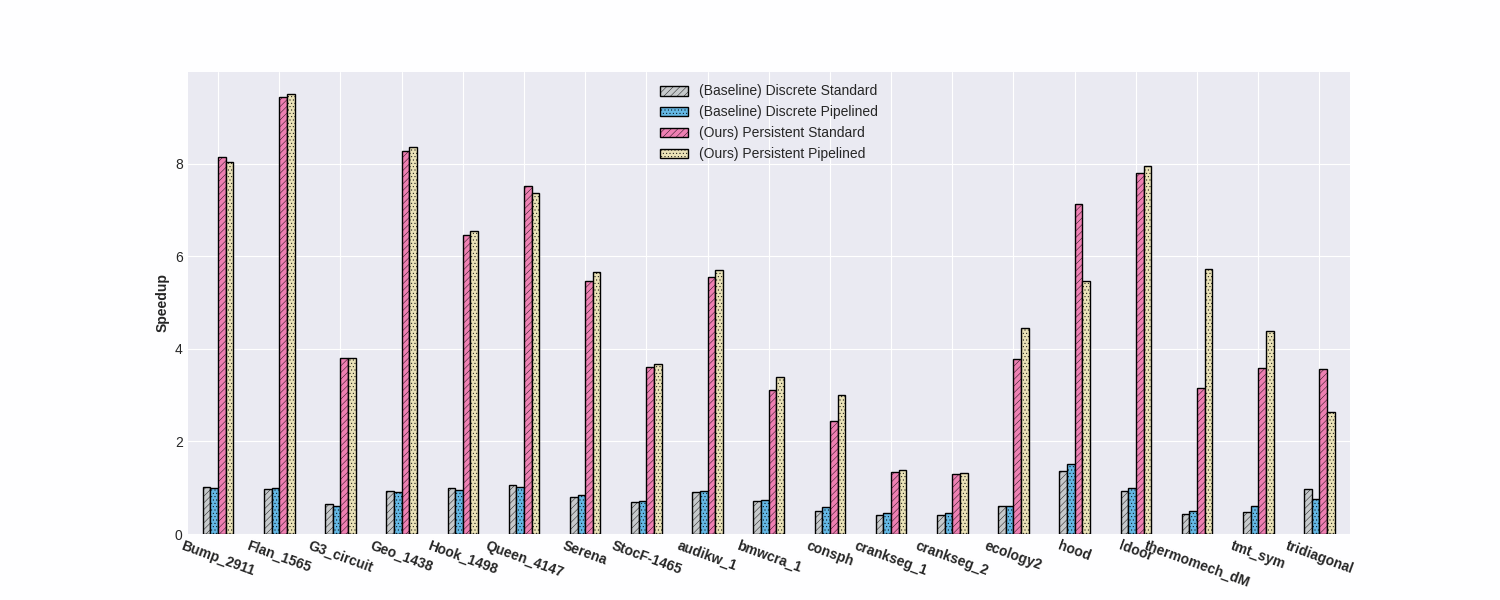 (Baseline) Discrete Standard
(Baseline) Discrete Pipelined
(Ours) Persistent Standard
(Ours) Persistent Pipelined
8
6
4
2
0
Speedup
Bump_2911
Flan_1565
G3_circuit
Geo_1438
Hook_1498
Queen_4147
Serena
StocF-1465
audikw_1
bmwcra_1
consph
crankseg_1
crankseg_2
ecology2
hood
ldoor
thermomech_dM
tmt_sym
tridiagonal